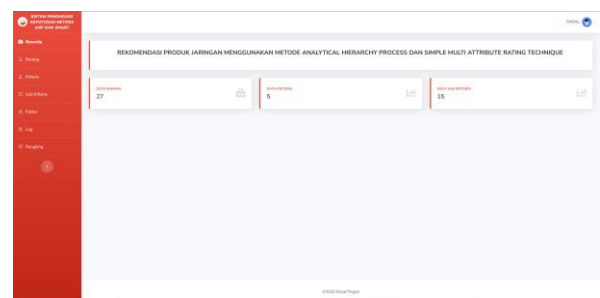 SISTEM PENDUKUNG
KEPUTUSAN METODE
AHP DAN SMART
FAISAL
Beranda
Barang
Kriteria
Sub Kriteria
Faktor
Log
Rangking
REKOMENDASI PRODUK JARINGAN MENGGUNAKAN METODE ANALYTICAL HIERARCHY PROCESS DAN SIMPLE MULTI ATTRIBUTE RATING TECHNIQUE
DATA BARANG
27
DATA KRITERIA
5
DATA SUB KRITERIA
15